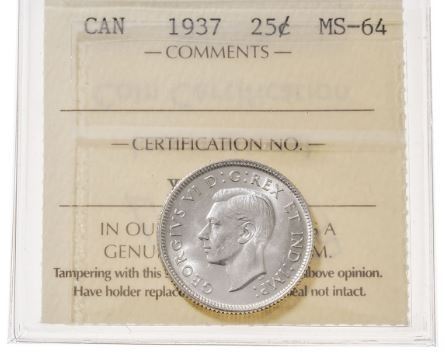 CAN 1937 25¢ MS-64
COMMENTS
CERTIFICATION NO.
GEORGIVS VI D:G:REX ET IND:IMP:
IN OU A
GENU M.
Tampering with this above opinion.
Have holder replac eal not intact.